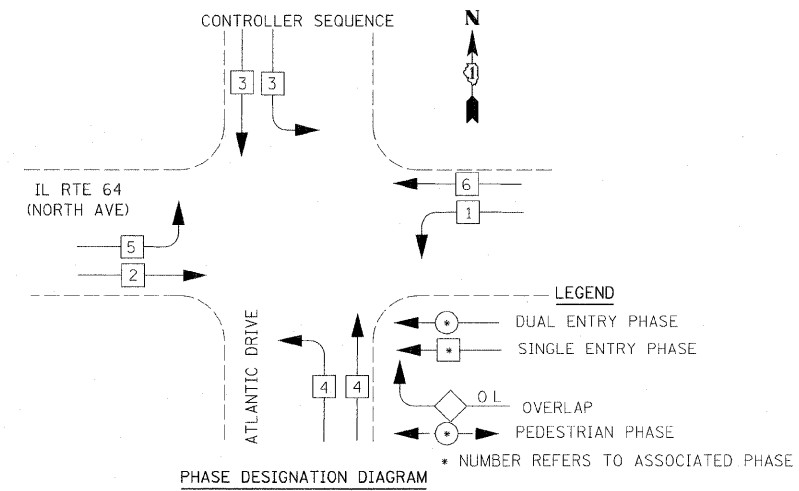 CONTROLLER SEQUENCE
N
1
3 3
IL RTE 64
(NORTH AVE)
6
1
5
2
ATLANTIC DRIVE
4 4
LEGEND
* DUAL ENTRY PHASE
* SINGLE ENTRY PHASE
OL OVERLAP
* PEDESTRIAN PHASE
* NUMBER REFERS TO ASSOCIATED PHASE
PHASE DESIGNATION DIAGRAM